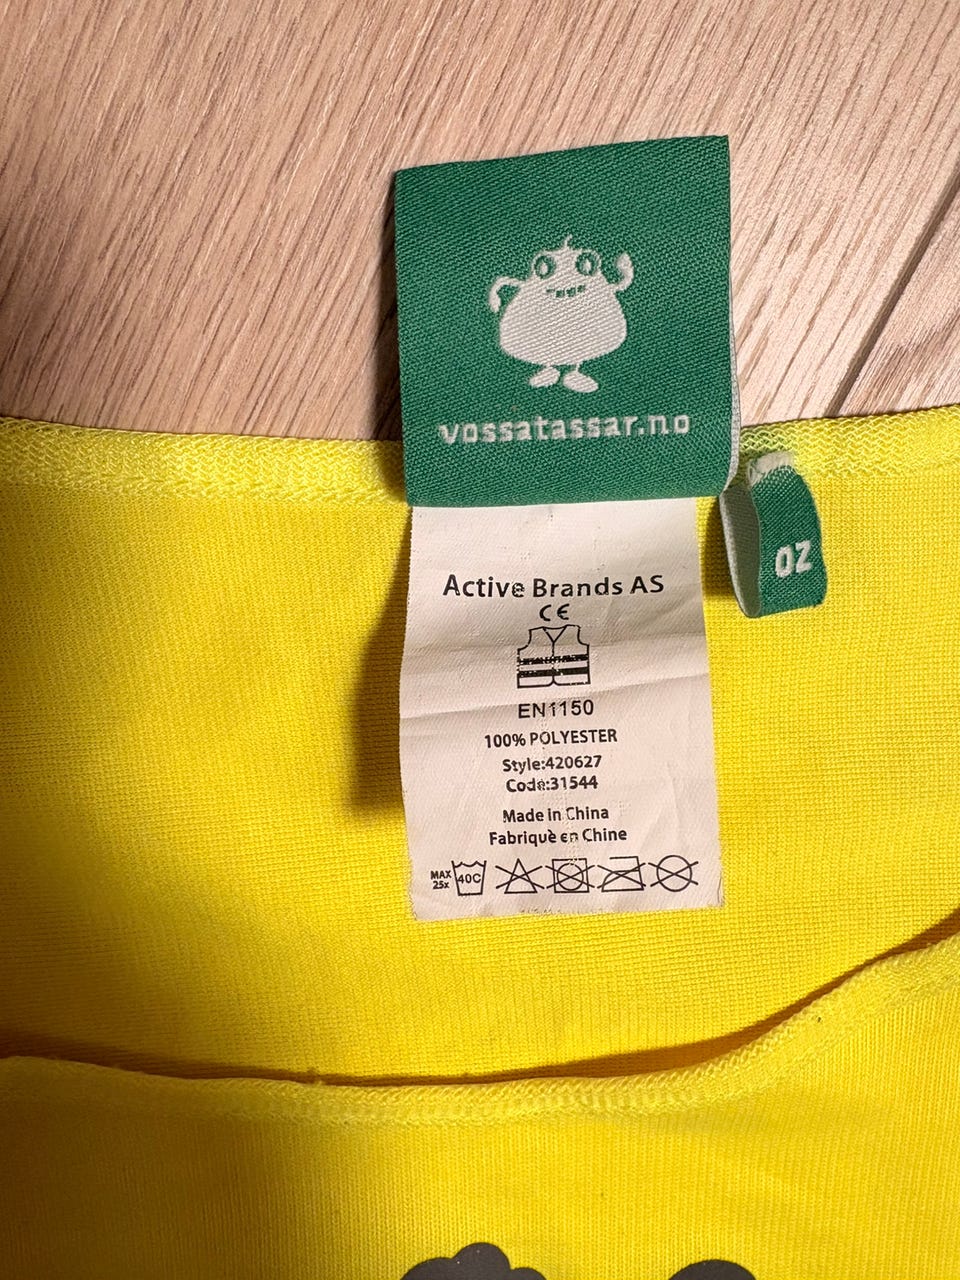 vossatassar.no
OZ
Active Brands AS
CE
EN1150
100% POLYESTER
Style:420627
Code:31544
Made in China
Fabriquè en Chine
MAX
25x
40C